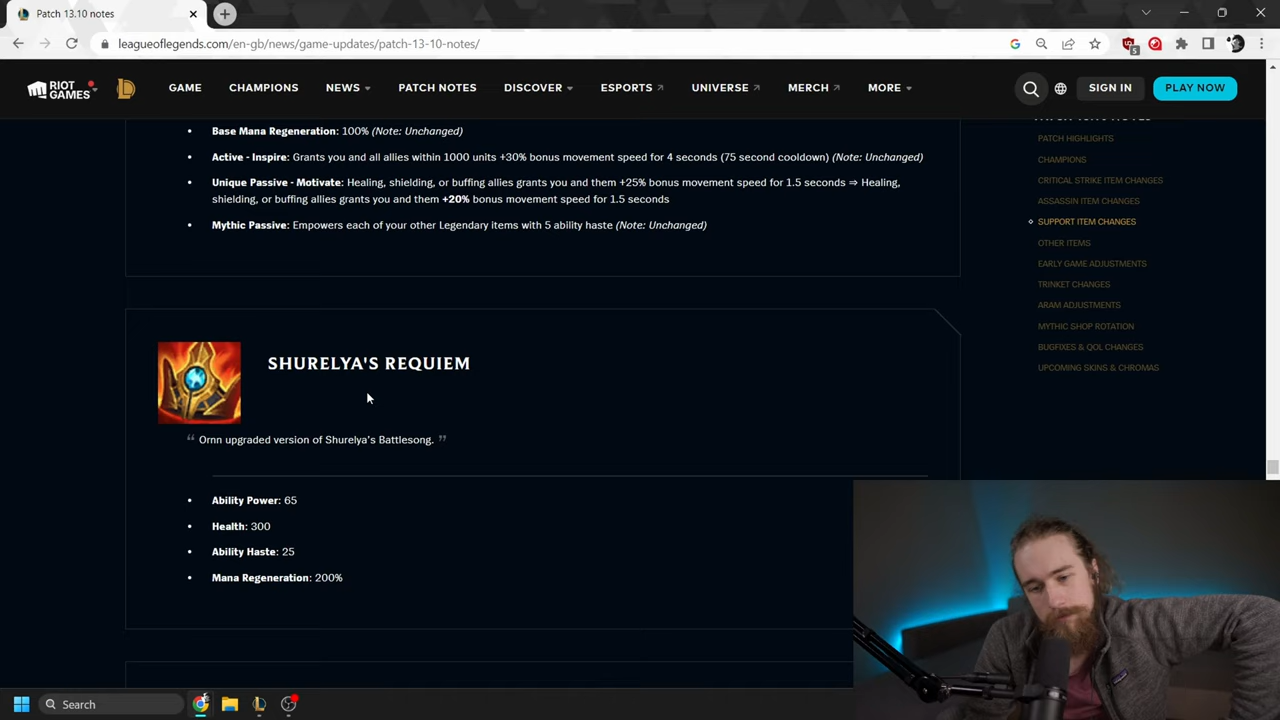 Patch 13.10 notes
leagueoflegends.com/en-gb/news/game-updates/patch-13-10-notes/
5
RIOT GAMES
GAME
CHAMPIONS
NEWS
PATCH NOTES
DISCOVER
ESPORTS
UNIVERSE
MERCH
MORE
SIGN IN
PLAY NOW
Base Mana Regeneration: 100% (Note: Unchanged)
Active - Inspire: Grants you and all allies within 1000 units +30% bonus movement speed for 4 seconds (75 second cooldown) (Note: Unchanged)
Unique Passive - Motivate: Healing, shielding, or buffing allies grants you and them +25% bonus movement speed for 1.5 seconds ⇒ Healing,
shielding, or buffing allies grants you and them +20% bonus movement speed for 1.5 seconds
Mythic Passive: Empowers each of your other Legendary items with 5 ability haste (Note: Unchanged)
SHURELYA'S REQUIEM
“ Ornn upgraded version of Shurelya's Battlesong. ”
Ability Power: 65
Health: 300
Ability Haste: 25
Mana Regeneration: 200%
PATCH HIGHLIGHTS
CHAMPIONS
CRITICAL STRIKE ITEM CHANGES
ASSASSIN ITEM CHANGES
SUPPORT ITEM CHANGES
OTHER ITEMS
EARLY GAME ADJUSTMENTS
TRINKET CHANGES
ARAM ADJUSTMENTS
MYTHIC SHOP ROTATION
BUGFIXES & QOL CHANGES
UPCOMING SKINS & CHROMAS
Search